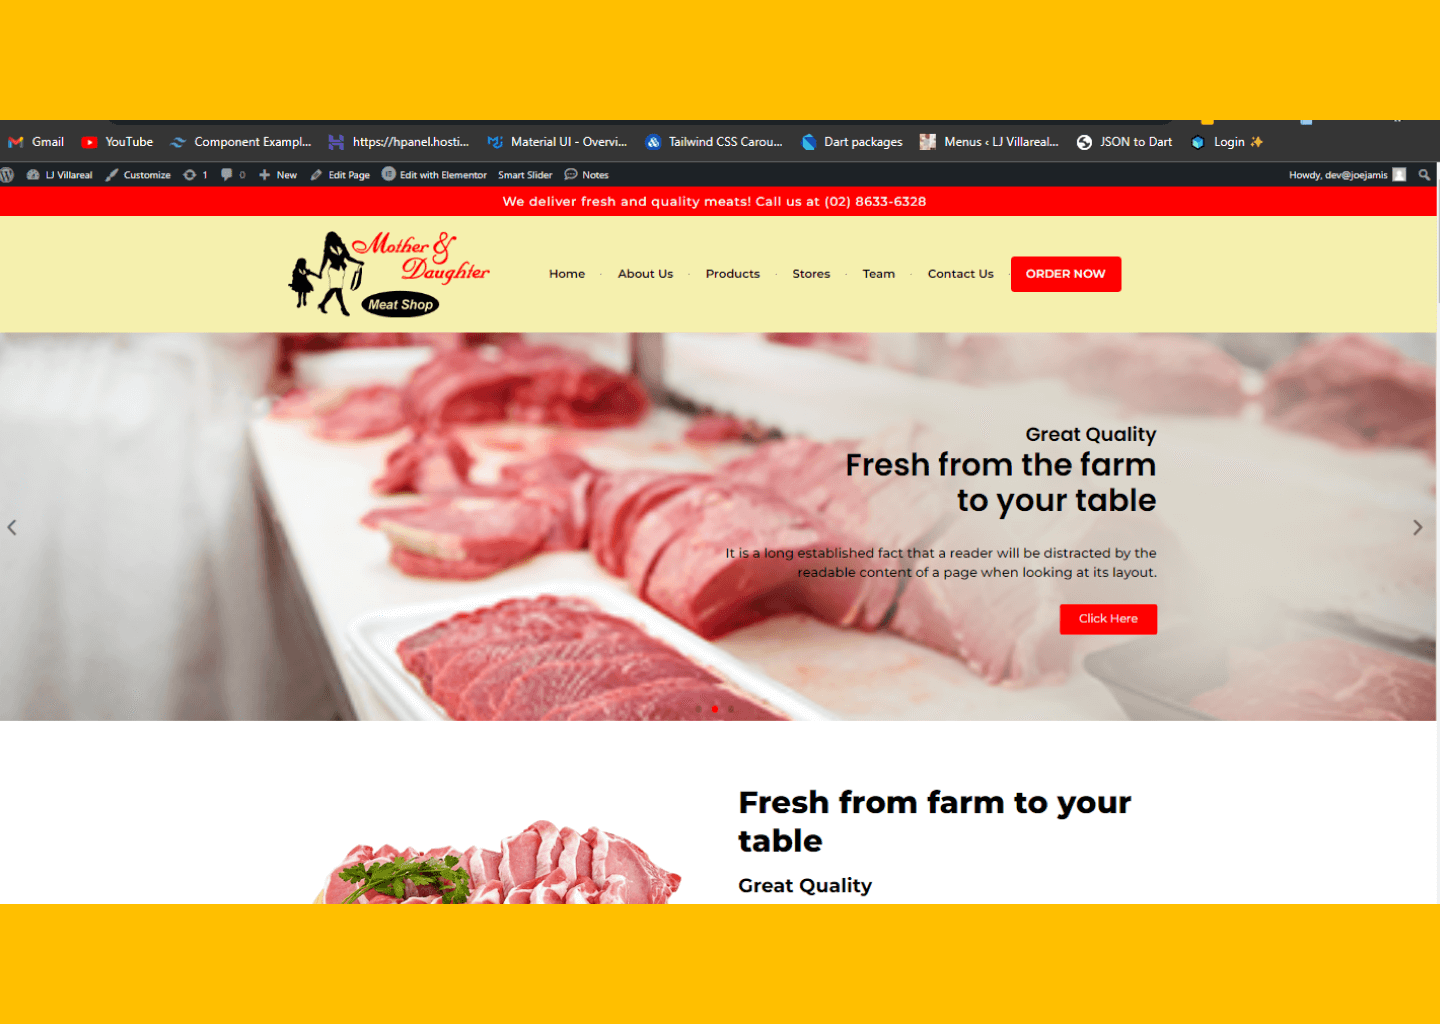 Gmail YouTube Component Exampl... https://hpanel.hosti... Material UI - Overvi... Tailwind CSS Carou... Dart packages Menus ‹ LJ Villareal... JSON to Dart Login ✨
LJ Villareal Customize 1 0 New Edit Page Edit with Elementor Smart Slider Notes Howdy, dev@joejamis
We deliver fresh and quality meats! Call us at (02) 8633-6328
Mother &
Daughter
Meat Shop
Home About Us Products Stores Team Contact Us ORDER NOW
Great Quality
Fresh from the farm
to your table
It is a long established fact that a reader will be distracted by the
readable content of a page when looking at its layout.
Click Here
Fresh from farm to your
table
Great Quality